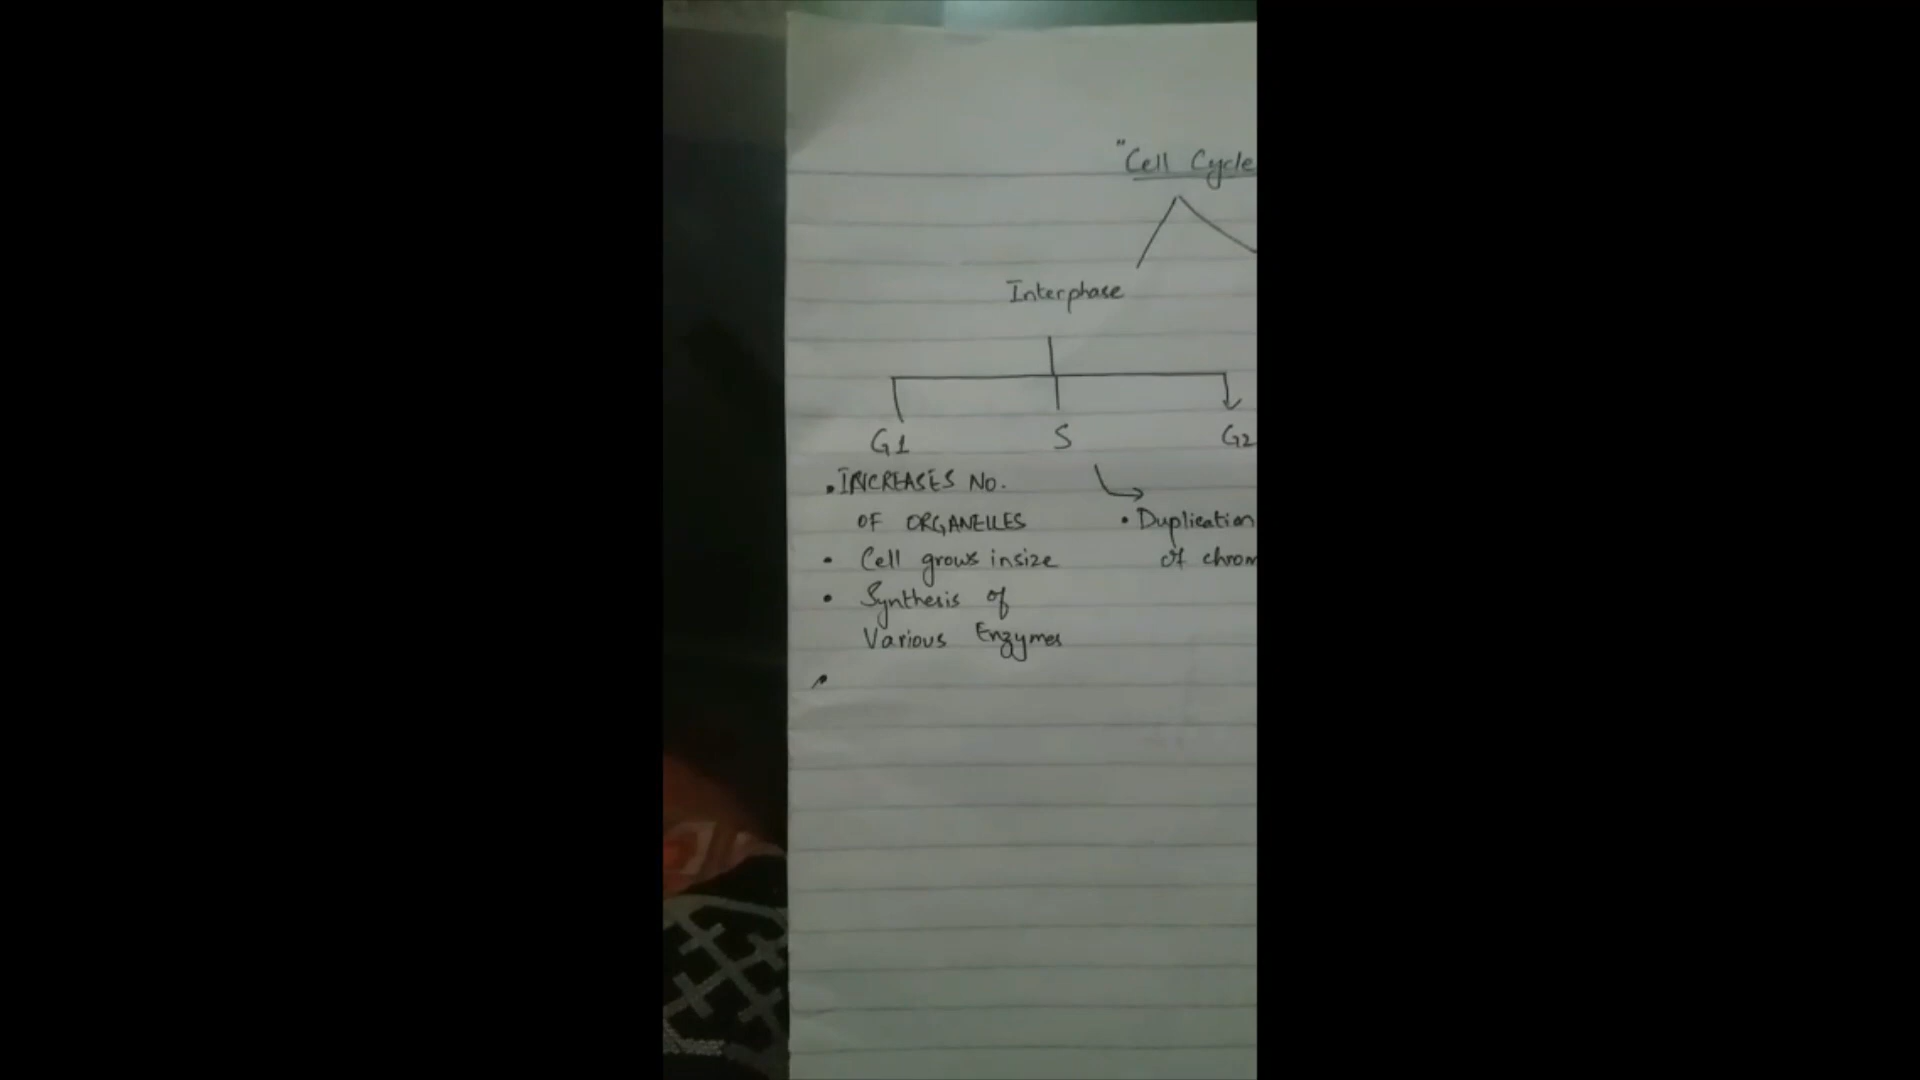 "Cell Cycle
Interphase
G1 S G2
• INCREASES NO.
OF ORGANELLES
• Duplication
• Cell grows insize
of chrom
• Synthesis of
Various Enzymes
•